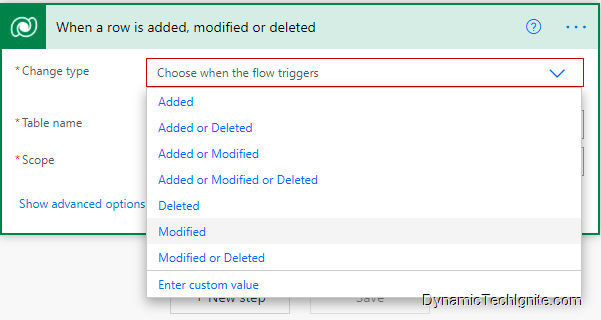 When a row is added, modified or deleted
* Change type
Choose when the flow triggers
Added
Added or Deleted
* Table name
Added or Modified
* Scope
Added or Modified or Deleted
Show advanced options
Deleted
Modified
Modified or Deleted
Enter custom value
+ New step
Save
DynamicTechIgnite.com